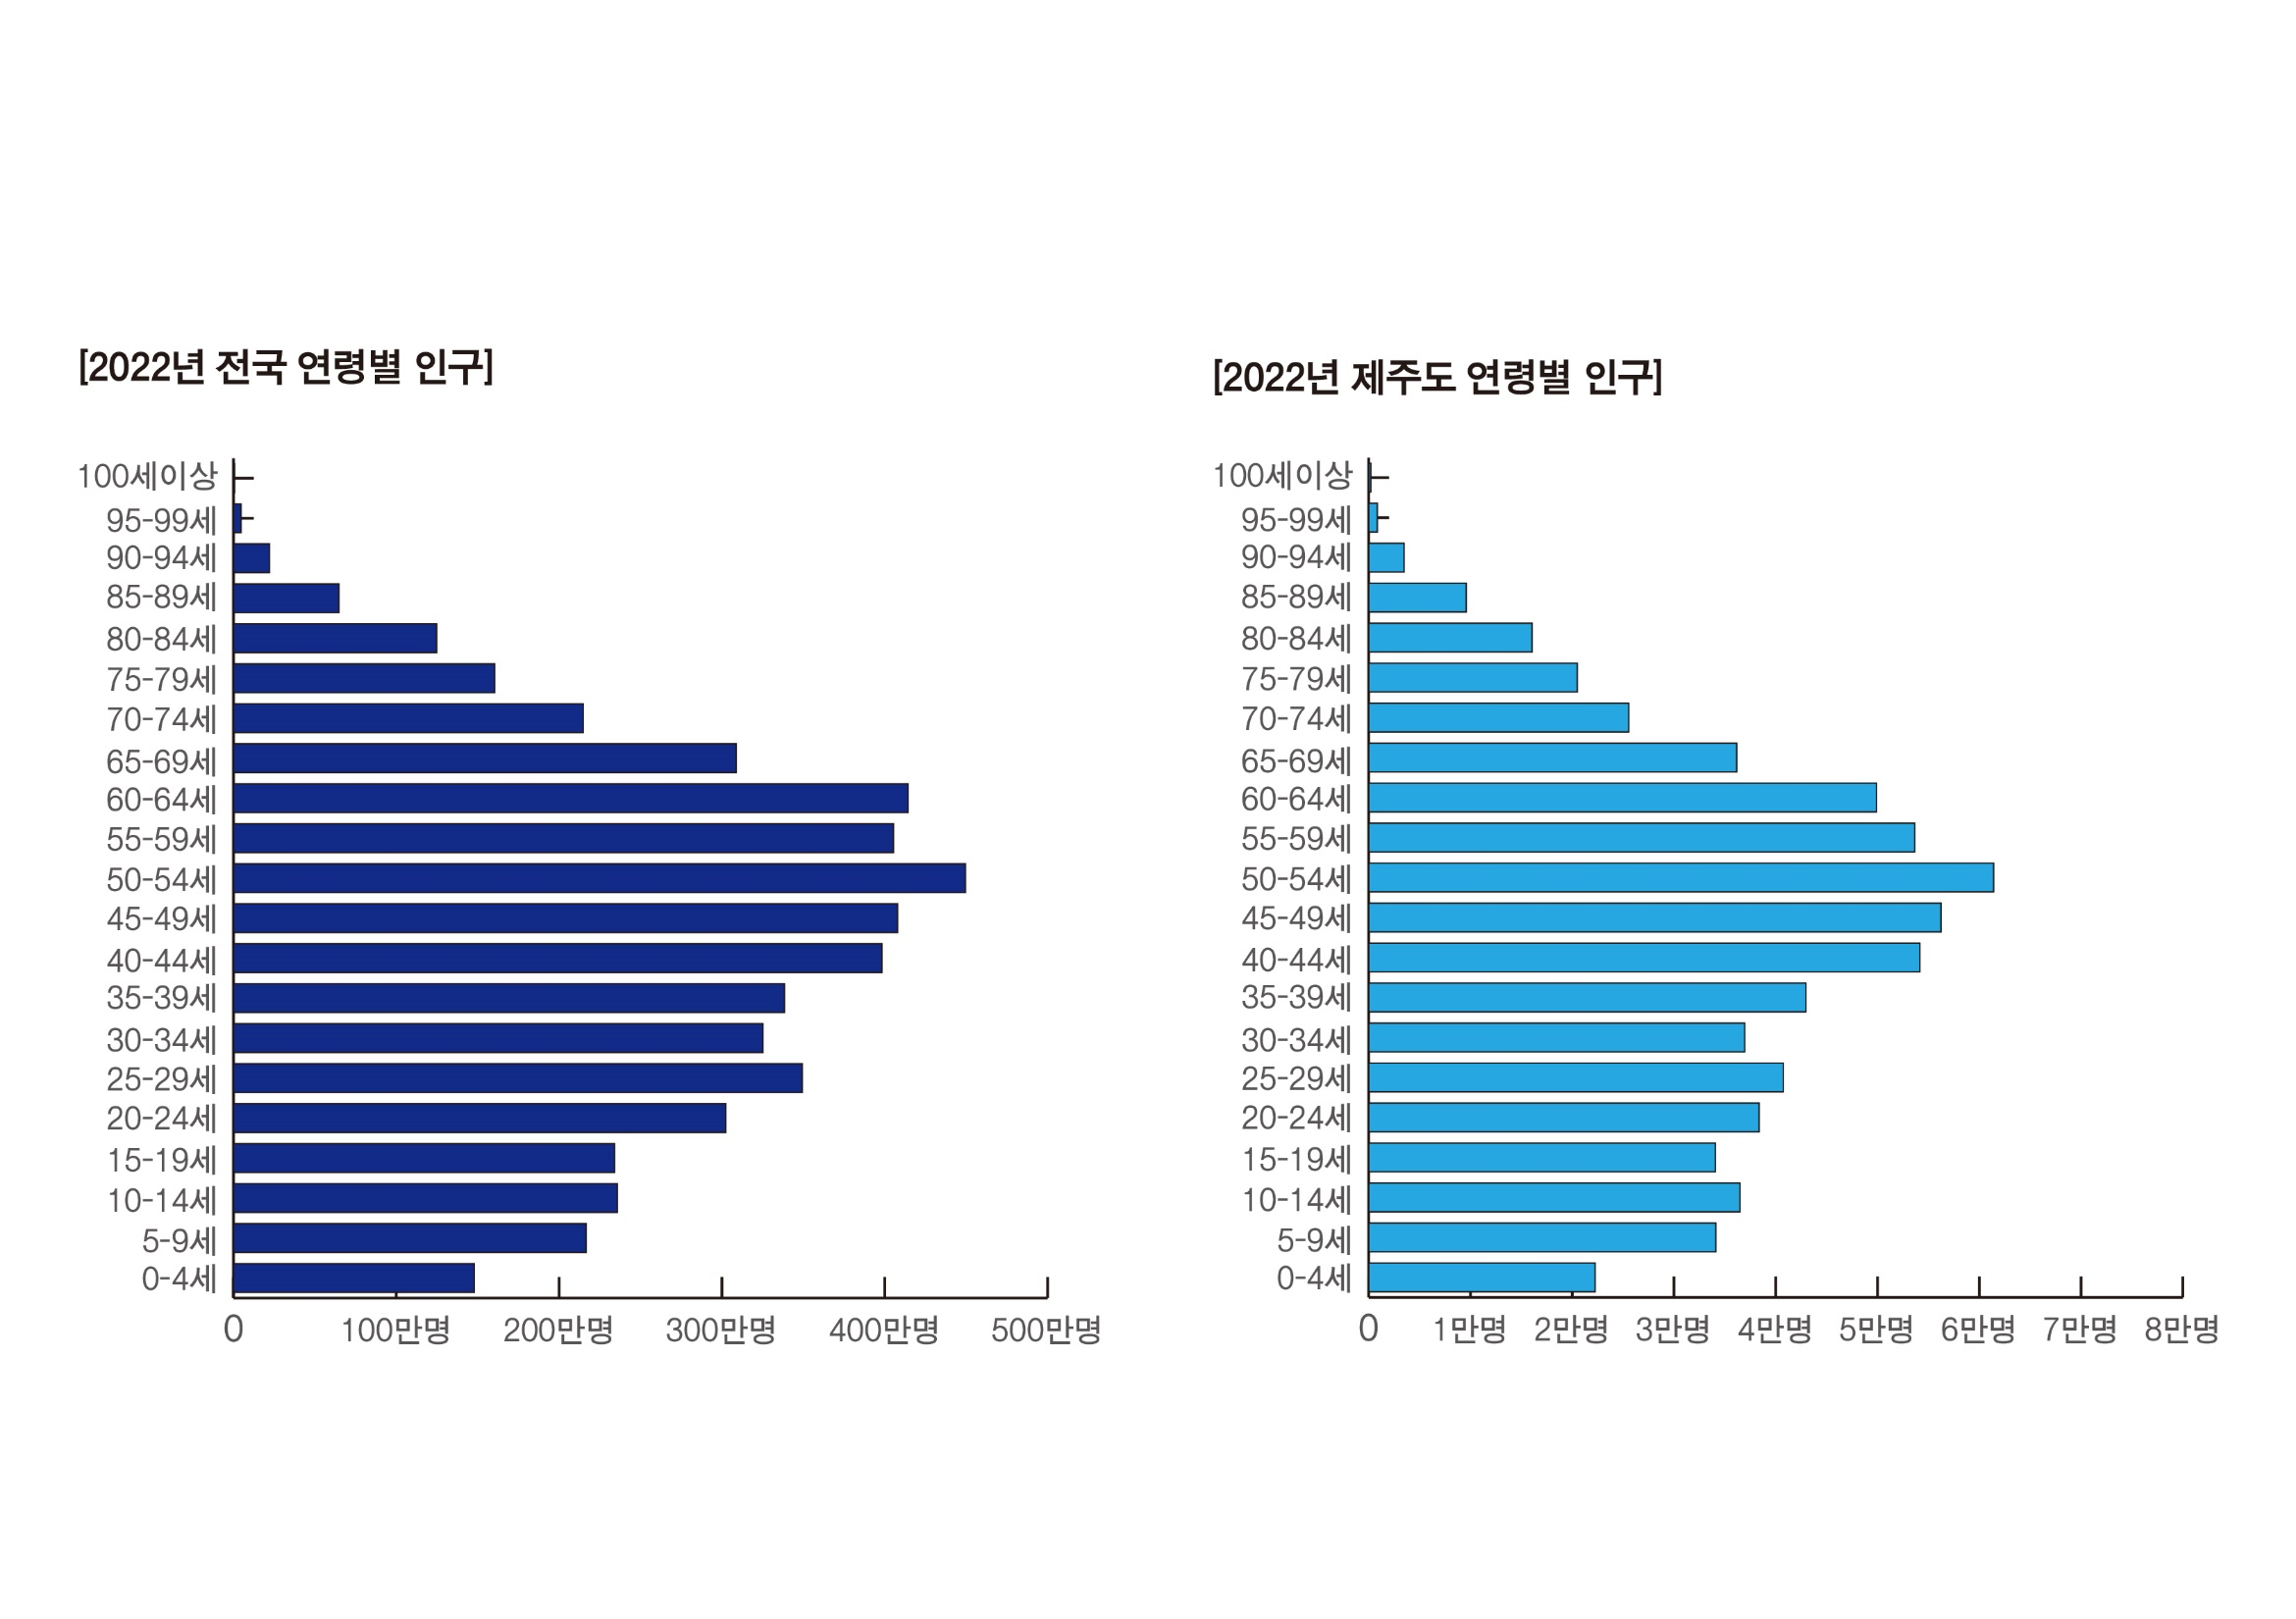 [2022년 전국 연령별 인구]
100세이상
95-99세
90-94세
85-89세
80-84세
75-79세
70-74세
65-69세
60-64세
55-59세
50-54세
45-49세
40-44세
35-39세
30-34세
25-29세
20-24세
15-19세
10-14세
5-9세
0-4세
0 100만명 200만명 300만명 400만명 500만명
[2022년 제주도 연령별 인구]
100세이상
95-99세
90-94세
85-89세
80-84세
75-79세
70-74세
65-69세
60-64세
55-59세
50-54세
45-49세
40-44세
35-39세
30-34세
25-29세
20-24세
15-19세
10-14세
5-9세
0-4세
0 1만명 2만명 3만명 4만명 5만명 6만명 7만명 8만명